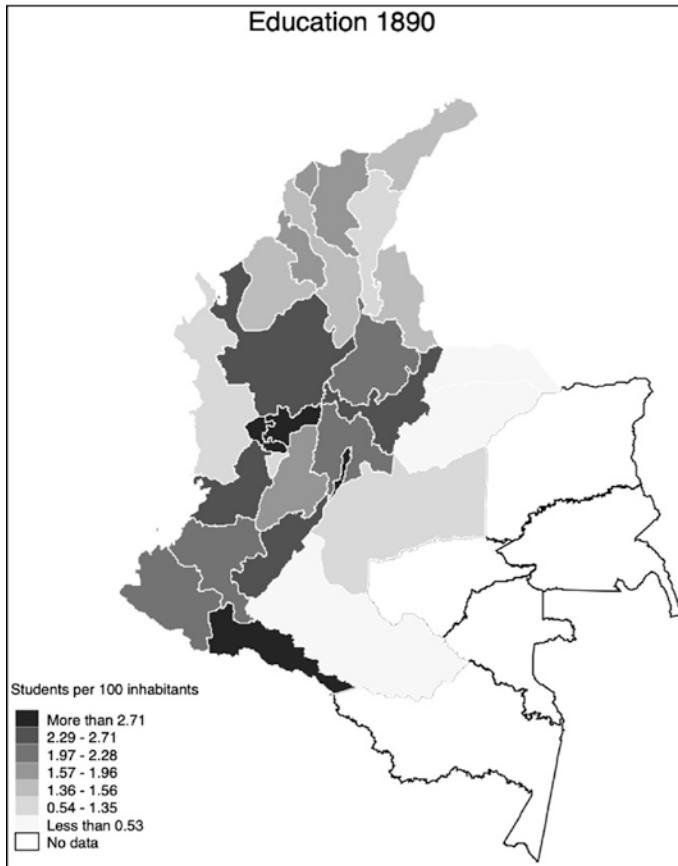 Education 1890
Students per 100 inhabitants
More than 2.71
2.29 - 2.71
1.97 - 2.28
1.57 - 1.96
1.36 - 1.56
0.54 - 1.35
Less than 0.53
No data